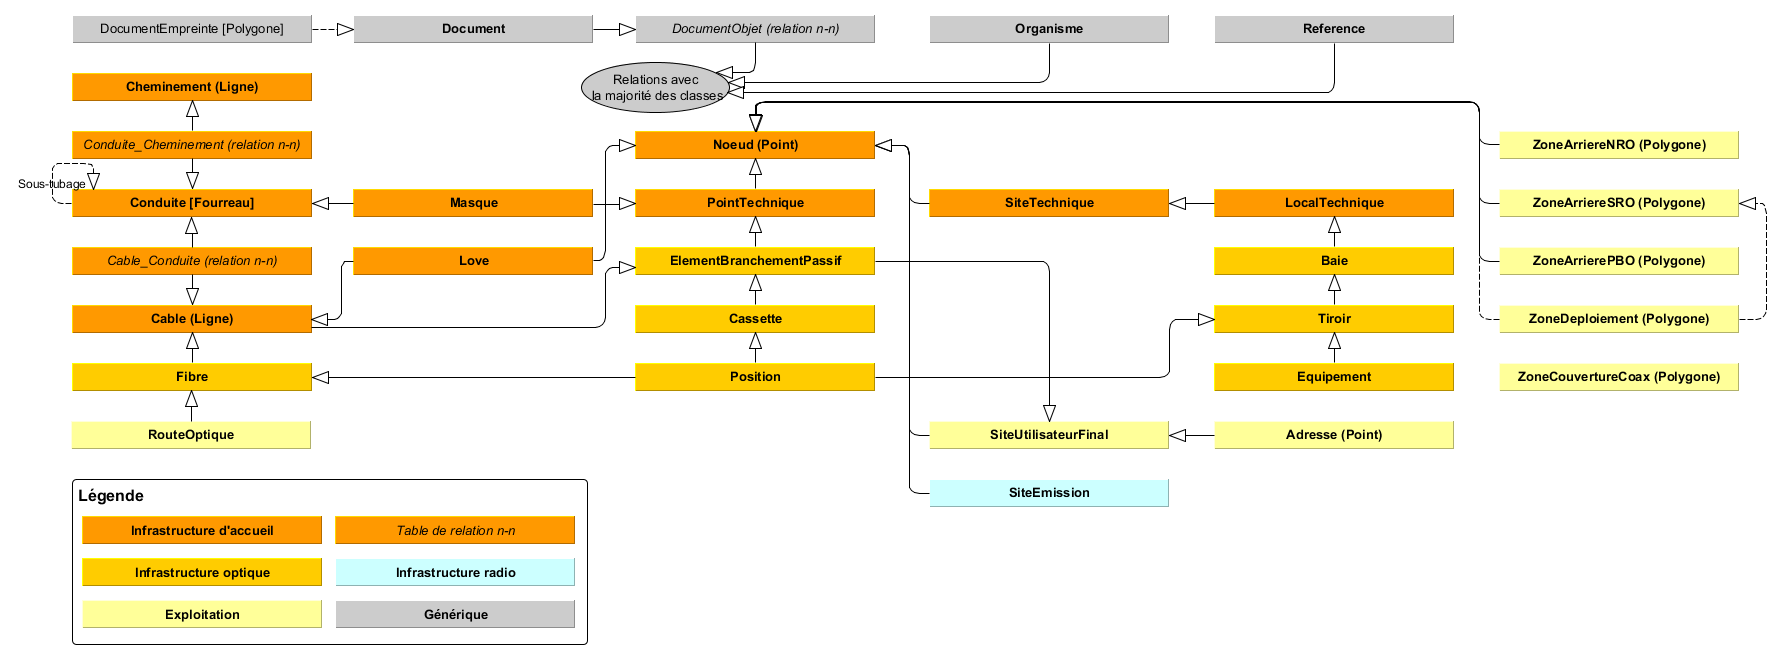 DocumentEmpreinte [Polygone]
Document
DocumentObjet (relation n-n)
Organisme
Reference
Relations avec
la majorité des classes
Cheminement (Ligne)
Conduite_Cheminement (relation n-n)
Noeud (Point)
ZoneArriereNRO (Polygone)
Sous-tubage
Conduite [Fourreau]
Masque
PointTechnique
SiteTechnique
LocalTechnique
ZoneArriereSRO (Polygone)
Cable_Conduite (relation n-n)
Love
ElementBranchementPassif
Baie
ZoneArrierePBO (Polygone)
Cable (Ligne)
Cassette
Tiroir
ZoneDeploiement (Polygone)
Fibre
Position
Equipement
ZoneCouvertureCoax (Polygone)
RouteOptique
SiteUtilisateurFinal
Adresse (Point)
SiteEmission
Légende
Infrastructure d'accueil
Table de relation n-n
Infrastructure optique
Infrastructure radio
Exploitation
Générique